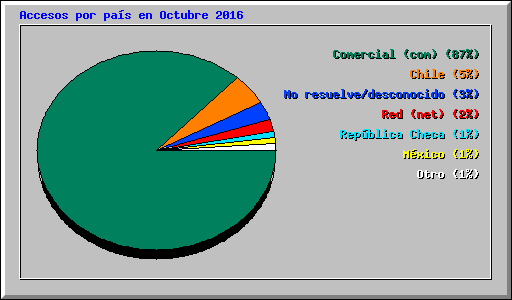 Accesos por país en Octubre 2016
Comercial (com) (87%)
Chile (5%)
No resuelve/desconocido (3%)
Red (net) (2%)
República Checa (1%)
México (1%)
Otro (1%)